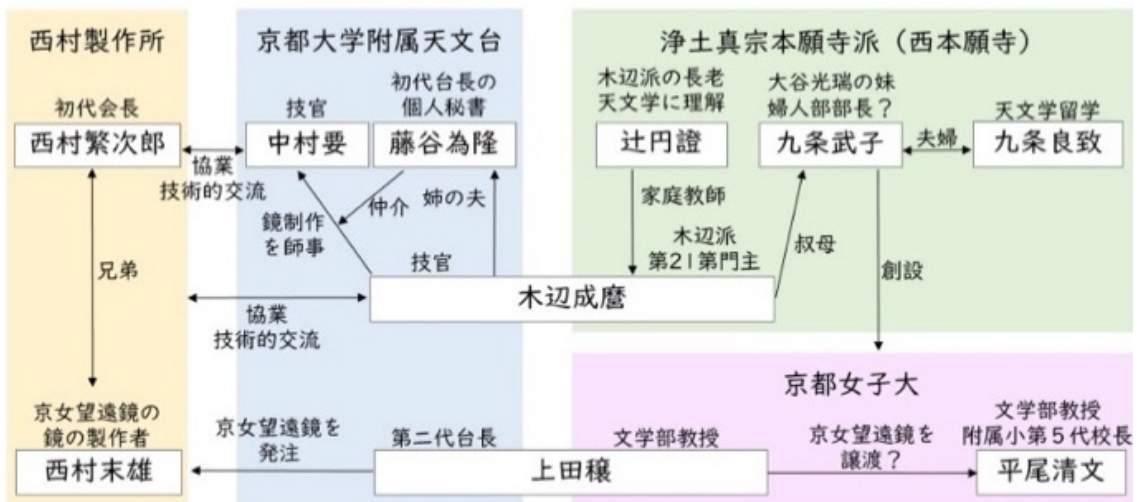 西村製作所
京都大学附属天文台
浄土真宗本願寺派（西本願寺）
初代会長
西村繁次郎
協業
技術的交流
技官
中村要
初代台長の
個人秘書
藤谷為隆
仲介
姉の夫
鏡制作
を師事
木辺派の長老
天文学に理解
辻円證
家庭教師
大谷光瑞の妹
婦人部部長？
九条武子
夫婦
天文学留学
九条良致
叔母
創設
兄弟
協業
技術的交流
技官
木辺派
第21第門主
木辺成麿
京都女子大
京女望遠鏡の
鏡の製作者
西村末雄
京女望遠鏡を
発注
第二代台長
文学部教授
上田穣
京女望遠鏡を
譲渡？
文学部教授
附属小第５代校長
平尾清文